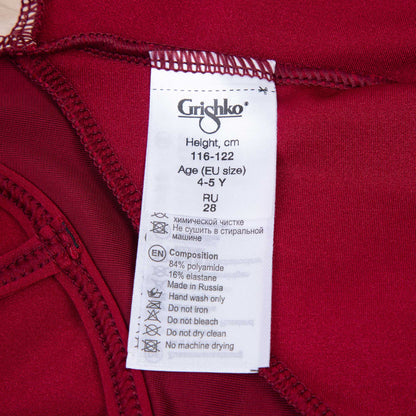 Grishko®
Height, cm
116-122
Age (EU size)
4-5 Y
RU
28
химической чистке
Не сушить в стиральной
машине
EN Composition
84% polyamide
16% elastane
Made in Russia
Hand wash only
Do not iron
Do not bleach
Do not dry clean
No machine drying